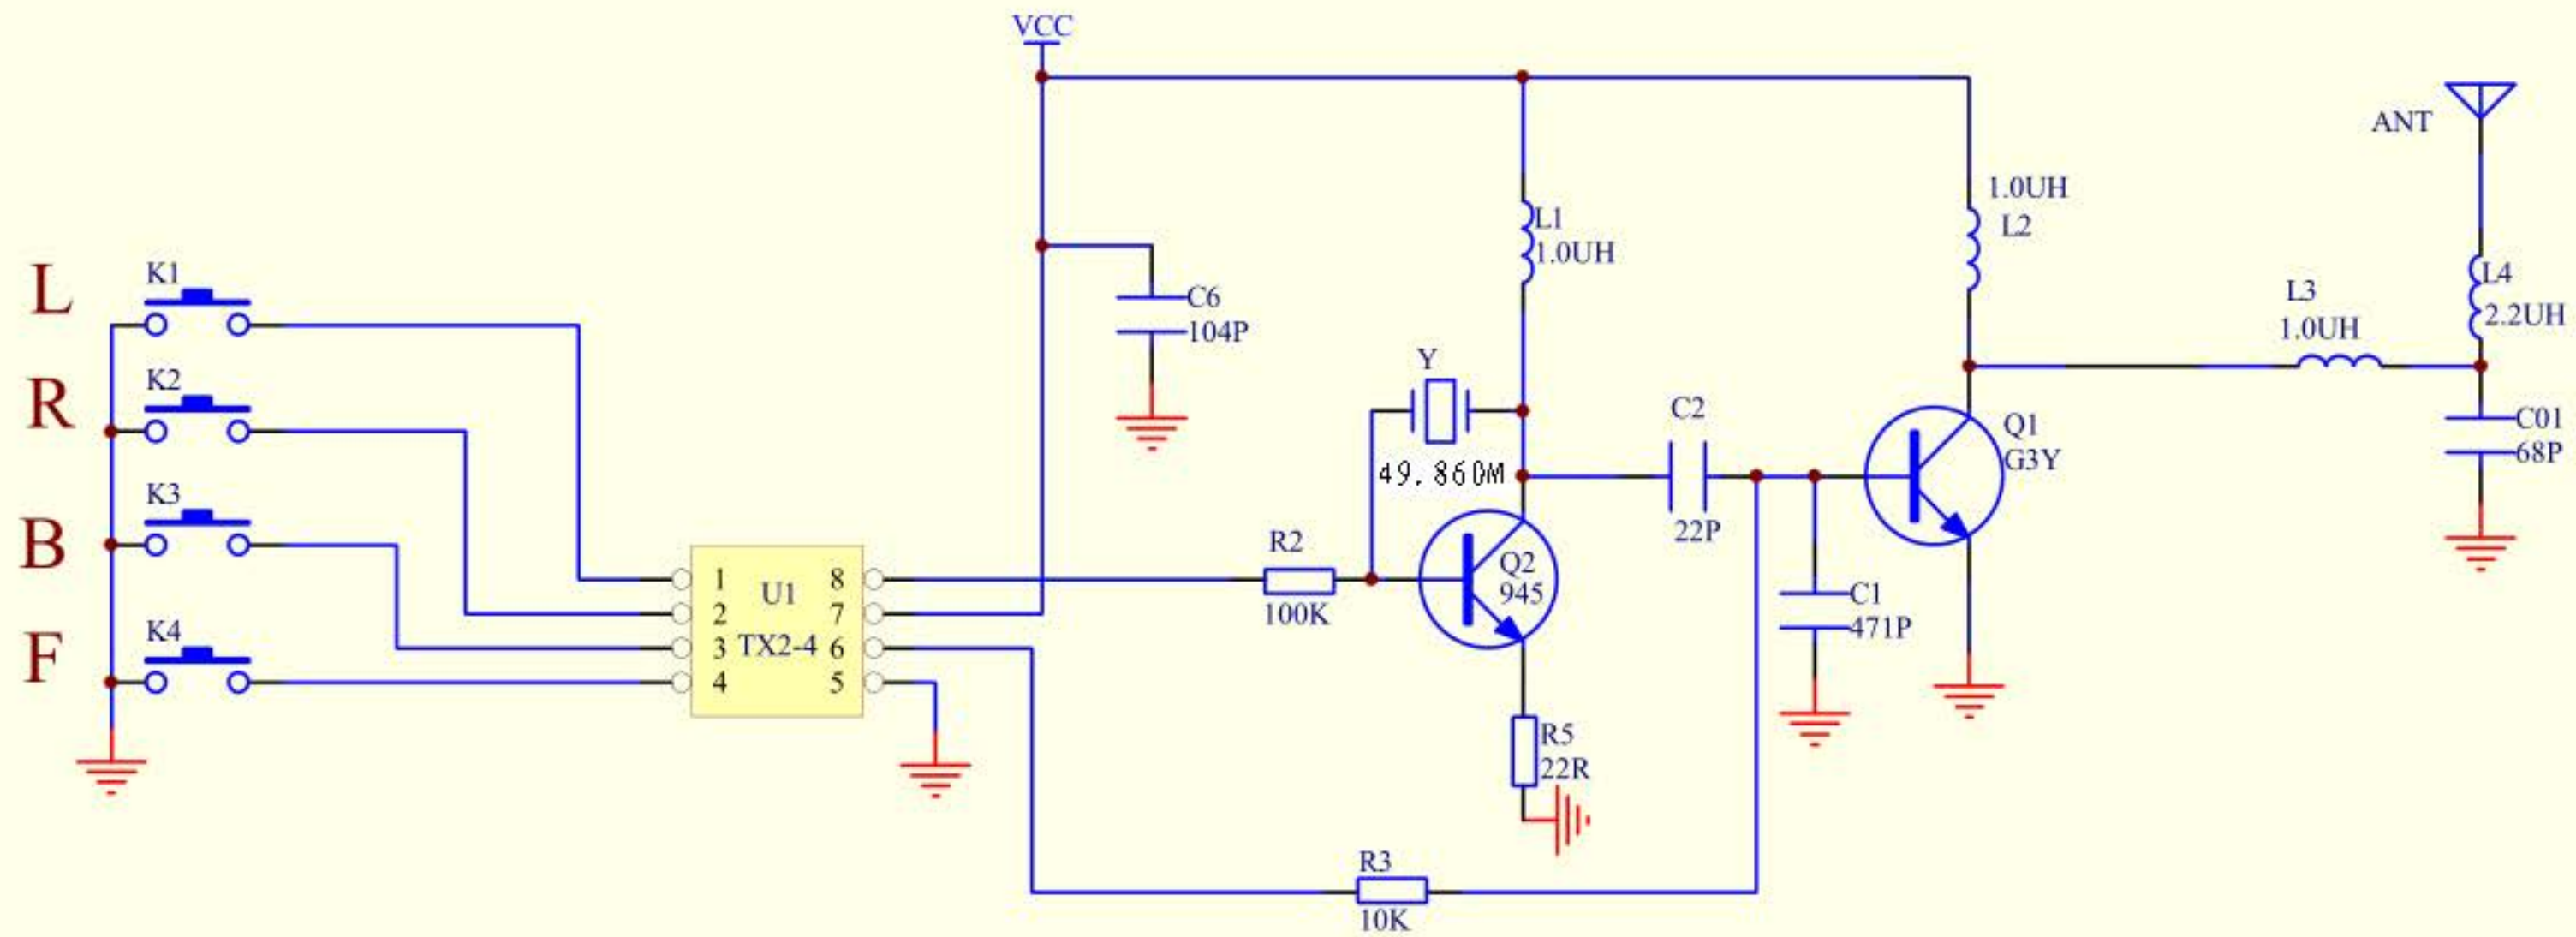 VCC
ANT
1.0UH
L2
L1
1.0UH
L
K1
L4
2.2UH
L3
1.0UH
C6
104P
Y
R
K2
C2
C01
68P
Q1
G3Y
49.860M
B
K3
22P
R2
100K
Q2
945
C1
471P
U1
TX2-4
1
2
3
4
8
7
6
5
F
K4
R5
22R
R3
10K